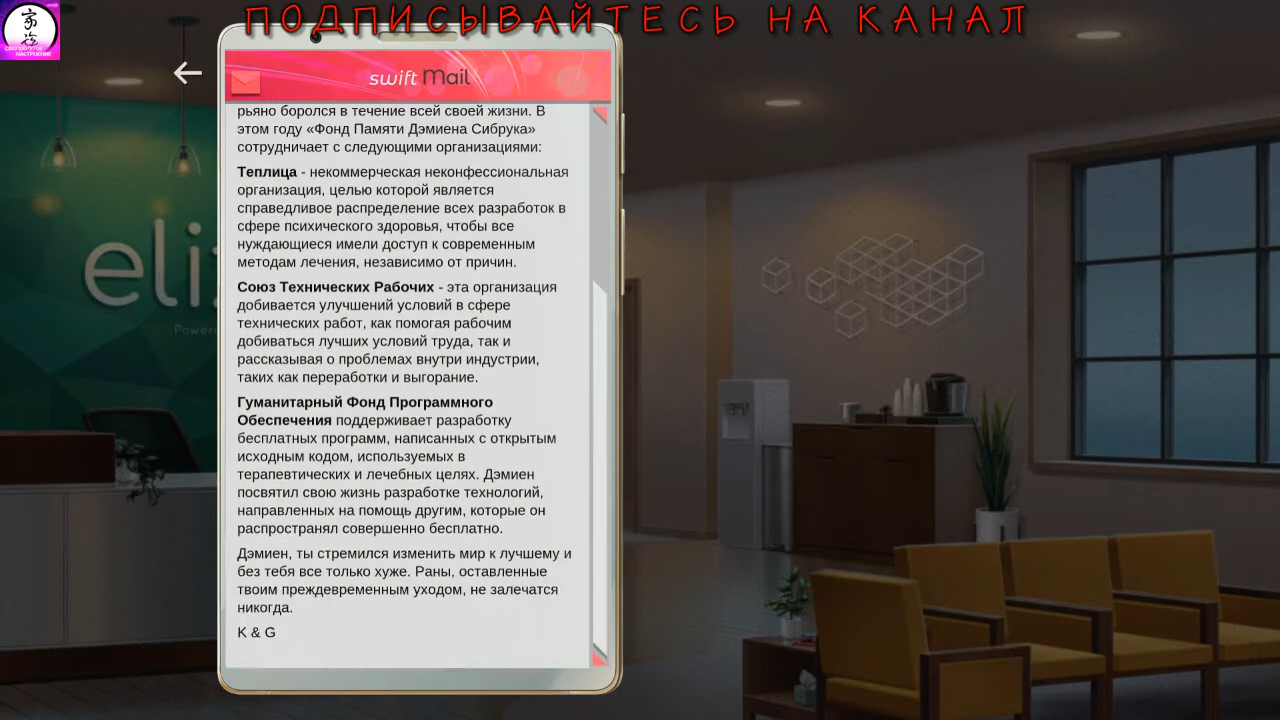 ПОДПИСЫВАЙТЕСЬ НА КАНАЛ
СВЕРХКРУТОЕ
НАСТРОЕНИЕ
swift Mail
рьяно боролся в течение всей своей жизни. В
этом году «Фонд Памяти Дэмиена Сибрука»
сотрудничает с следующими организациями:
Теплица - некоммерческая неконфессиональная
организация, целью которой является
справедливое распределение всех разработок в
сфере психического здоровья, чтобы все
нуждающиеся имели доступ к современным
методам лечения, независимо от причин.
Союз Технических Рабочих - эта организация
добивается улучшений условий в сфере
технических работ, как помогая рабочим
добиваться лучших условий труда, так и
рассказывая о проблемах внутри индустрии,
таких как переработки и выгорание.
Гуманитарный Фонд Программного
Обеспечения поддерживает разработку
бесплатных программ, написанных с открытым
исходным кодом, используемых в
терапевтических и лечебных целях. Дэмиен
посвятил свою жизнь разработке технологий,
направленных на помощь другим, которые он
распространял совершенно бесплатно.
Дэмиен, ты стремился изменить мир к лучшему и
без тебя все только хуже. Раны, оставленные
твоим преждевременным уходом, не залечатся
никогда.
K & G
eli
Powe